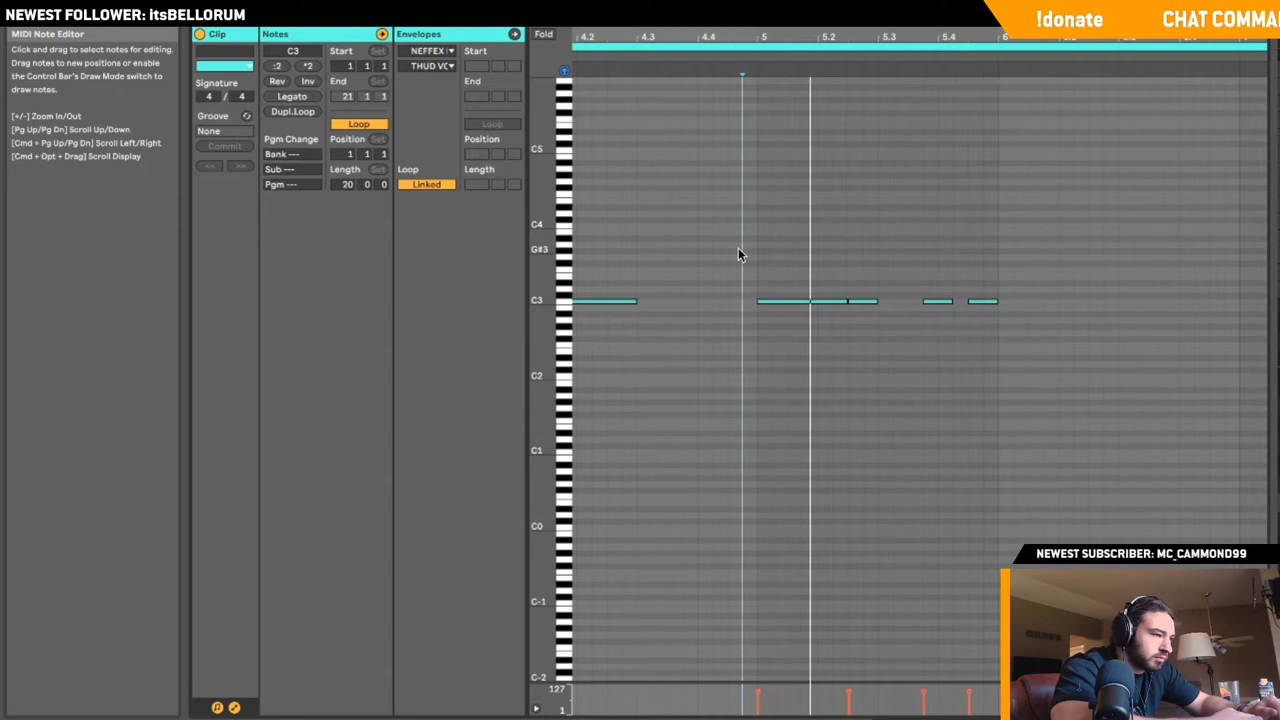 NEWEST FOLLOWER: itsBELLORUM
!donate
CHAT COMMA
MIDI Note Editor
Click and drag to select notes for editing.
Drag notes to new positions or enable
the Control Bar's Draw Mode switch to
draw notes.
[+/-] Zoom In/Out
[Pg Up/Pg Dn] Scroll Up/Down
[Cmd + Pg Up/Pg Dn] Scroll Left/Right
[Cmd + Opt + Drag] Scroll Display
Clip
Signature
4 / 4
Groove
None
Commit
<< >>
Notes
C3
:2 *2
Rev Inv
Legato
Dupl.Loop
Pgm Change
Bank ---
Sub ---
Pgm ---
Start Set
1 1 1
End Set
21 1 1
Loop
Position Set
1 1 1
Length Set
20 0 0
Envelopes
NEFFEX
THUD VC
Loop
Linked
Start
End
Loop
Position
Length
Fold
4.2 4.3 4.4 5 5.2 5.3 5.4 6
C5
C4
G#3
C3
C2
C1
C0
C-1
C-2
127
1
NEWEST SUBSCRIBER: MC_CAMMOND99